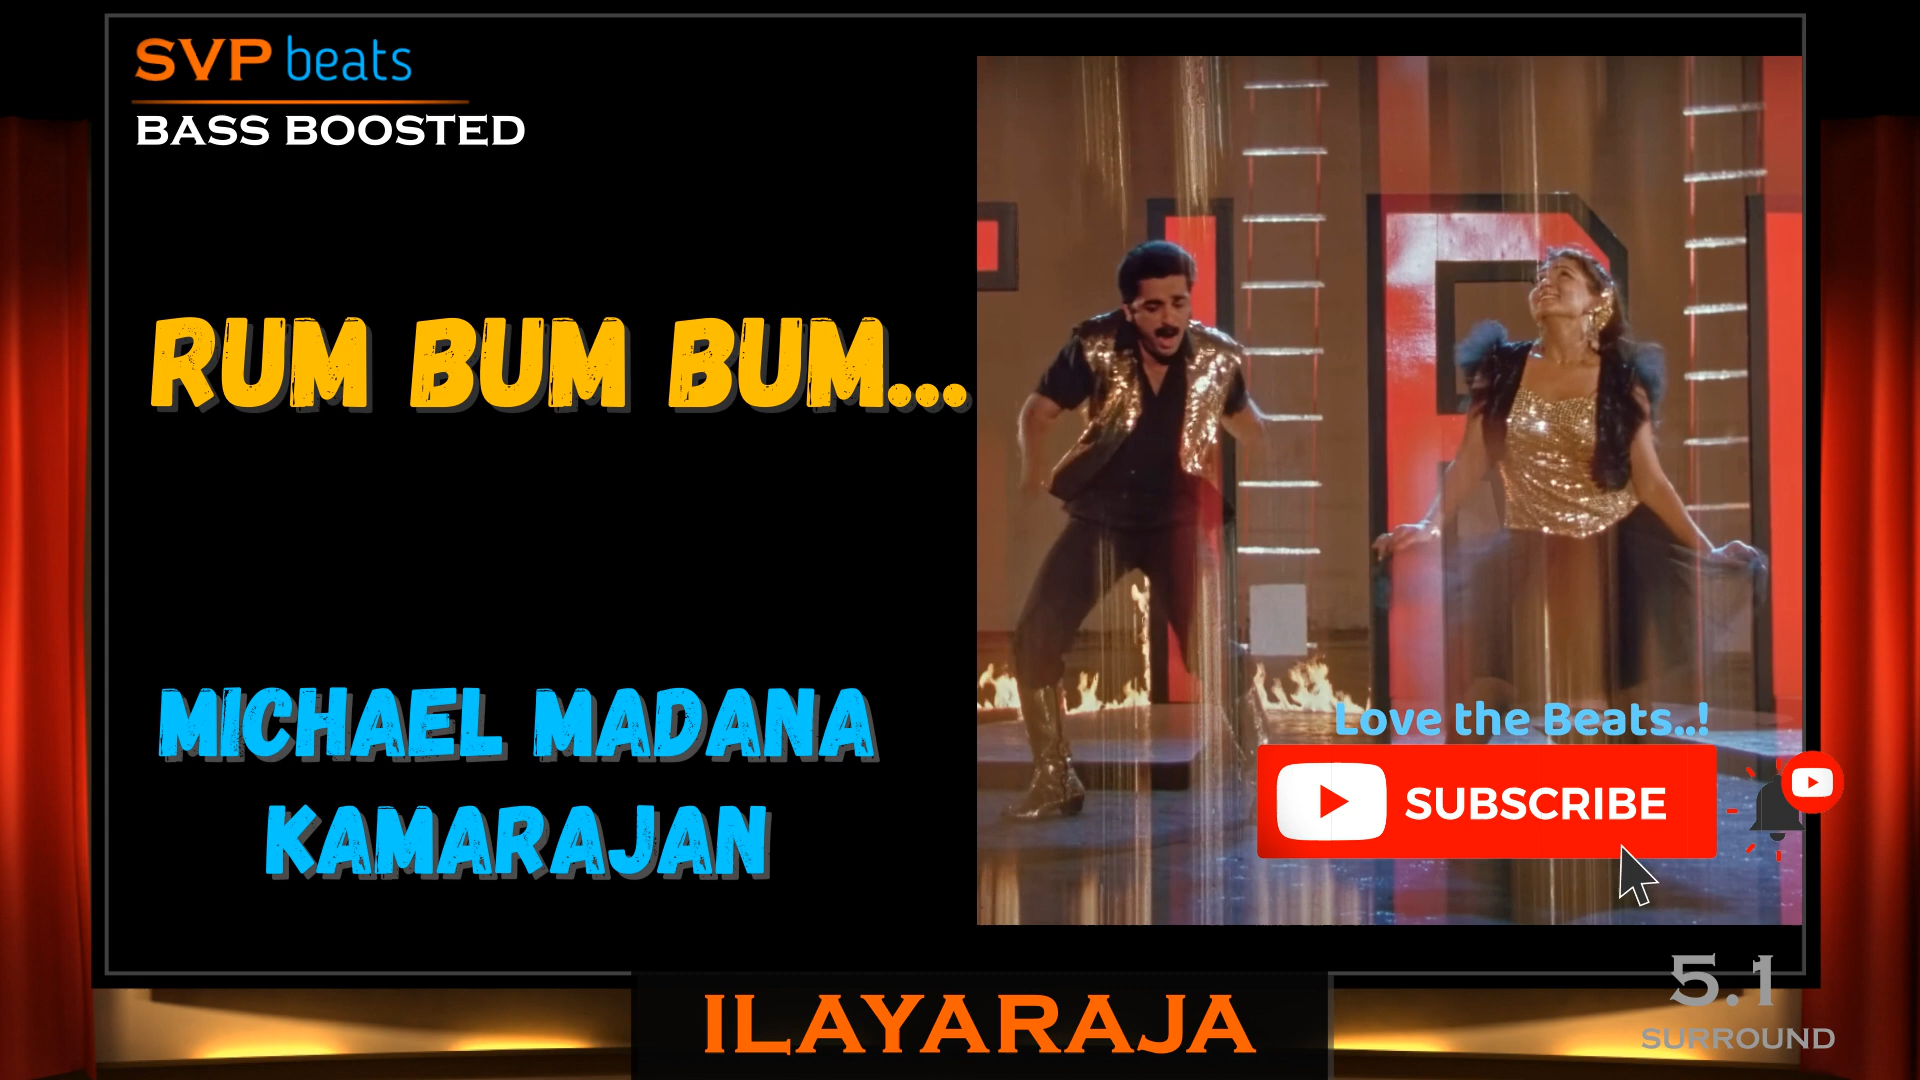 SVP beats
BASS BOOSTED
RUM BUM BUM...
MICHAEL MADANA
KAMARAJAN
Love the Beats..!
SUBSCRIBE
5.1
SURROUND
ILAYARAJA